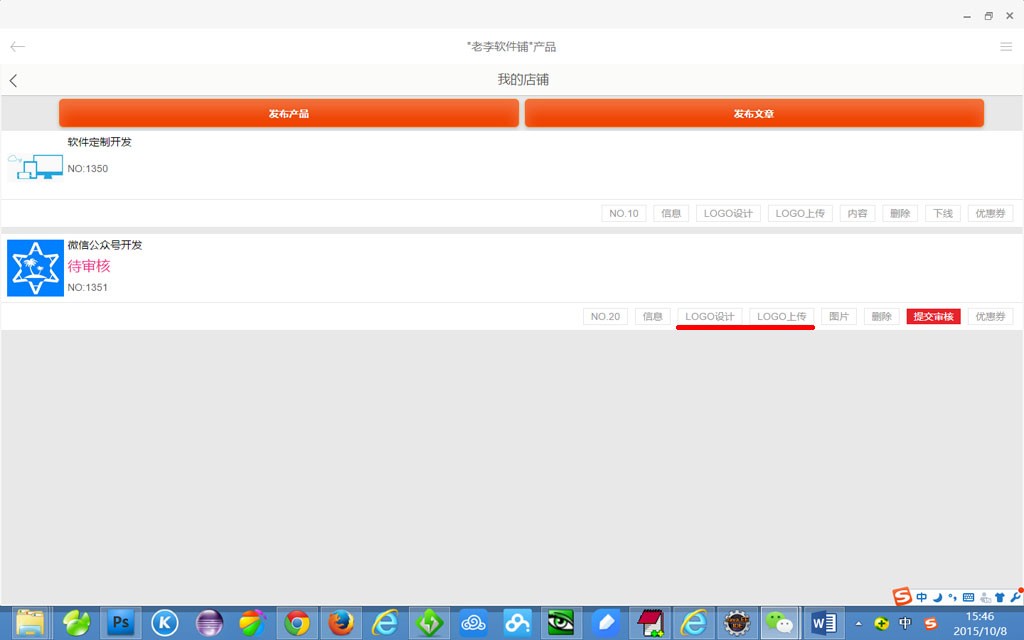 "老李软件铺"产品
我的店铺
发布产品 发布文章
软件定制开发
NO:1350
NO.10 信息 LOGO设计 LOGO上传 内容 删除 下线 优惠券
微信公众号开发
待审核
NO:1351
NO.20 信息 LOGO设计 LOGO上传 图片 删除 提交审核 优惠券
S 中
Ps K W 中 S 15:46
2015/10/8